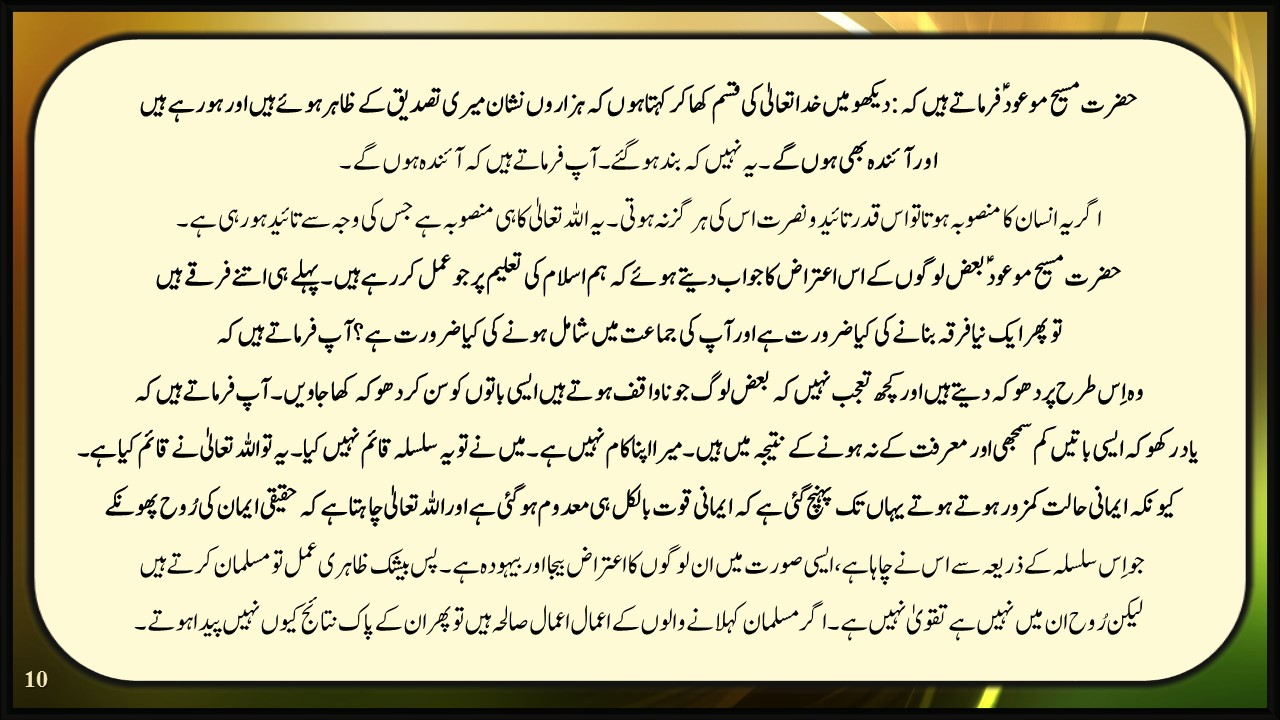 حضرت مسیح موعودؑ فرماتے ہیں کہ :دیکھو میں خدا تعالیٰ کی قسم کھا کر کہتا ہوں کہ ہزاروں نشان میری تصدیق کے ظاہر ہوئے ہیں اور ہو رہے ہیں
اور آئندہ بھی ہوں گے۔ یہ نہیں کہ بند ہو گئے۔ آپ فرماتے ہیں کہ آئندہ ہوں گے۔
اگر یہ انسان کا منصوبہ ہوتا تو اس قدر تائید و نصرت اس کی ہر گز نہ ہوتی۔ یہ اللہ تعالیٰ کا ہی منصوبہ ہے جس کی وجہ سے تائید ہو رہی ہے۔
حضرت مسیح موعودؑ بعض لوگوں کے اس اعتراض کا جواب دیتے ہوئے کہ ہم اسلام کی تعلیم پر جو عمل کر رہے ہیں۔ پہلے ہی اتنے فرقے ہیں
تو پھر ایک نیا فرقہ بنانے کی کیا ضرورت ہے اور آپ کی جماعت میں شامل ہونے کی کیا ضرورت ہے؟ آپ فرماتے ہیں کہ
وہ اِس طرح پر دھوکہ دیتے ہیں اور کچھ تعجب نہیں کہ بعض لوگ جو ناواقف ہوتے ہیں ایسی باتوں کو سن کر دھوکہ کھا جاویں۔ آپ فرماتے ہیں کہ
یاد رکھو کہ ایسی باتیں کم سمجھی اور معرفت کے نہ ہونے کے نتیجہ میں ہیں۔ میرا اپنا کام نہیں ہے۔ میں نے تو یہ سلسلہ قائم نہیں کیا۔ یہ تو اللہ تعالیٰ نے قائم کیا ہے۔
کیونکہ ایمانی حالت کمزور ہوتے ہوتے یہاں تک پہنچ گئی ہے کہ ایمانی قوت بالکل ہی معدوم ہو گئی ہے اور اللہ تعالیٰ چاہتا ہے کہ حقیقی ایمان کی رُوح پھونکے
جو اِس سلسلہ کے ذریعہ سے اس نے چاہا ہے، ایسی صورت میں ان لوگوں کا اعتراض بیجا اور بیہودہ ہے۔ پس بیشک ظاہری عمل تو مسلمان کرتے ہیں
لیکن رُوح ان میں نہیں ہے تقویٰ نہیں ہے۔ اگر مسلمان کہلانے والوں کے اعمال اعمال صالحہ ہیں تو پھر ان کے پاک نتائج کیوں نہیں پیدا ہوتے۔
10